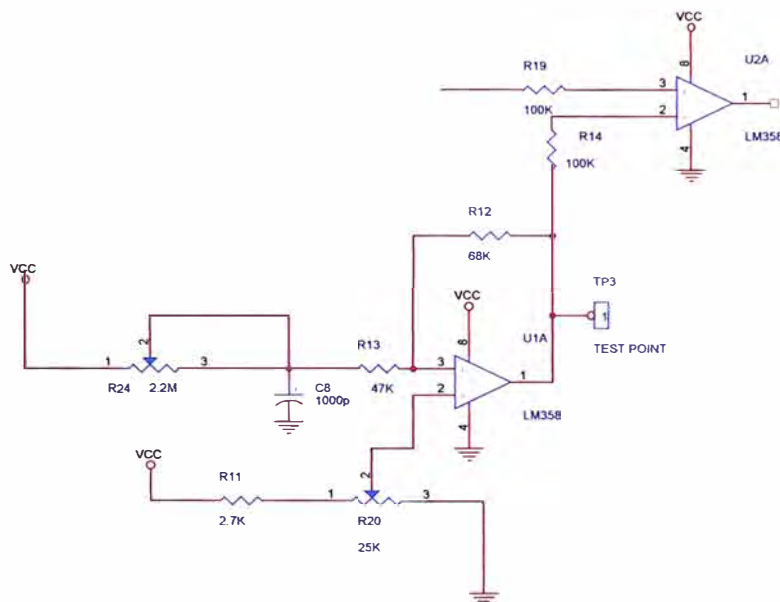 VCC
U2A
8
R19
3
1
100K
2
R14
LM358
4
100K
R12
68K
VCC
VCC
TP3
1
2
R13
8
U1A
TEST POINT
1
3
3
1
R24
2.2M
C8
1000p
47K
2
LM358
4
VCC
R11
2
1
3
2.7K
R20
25K